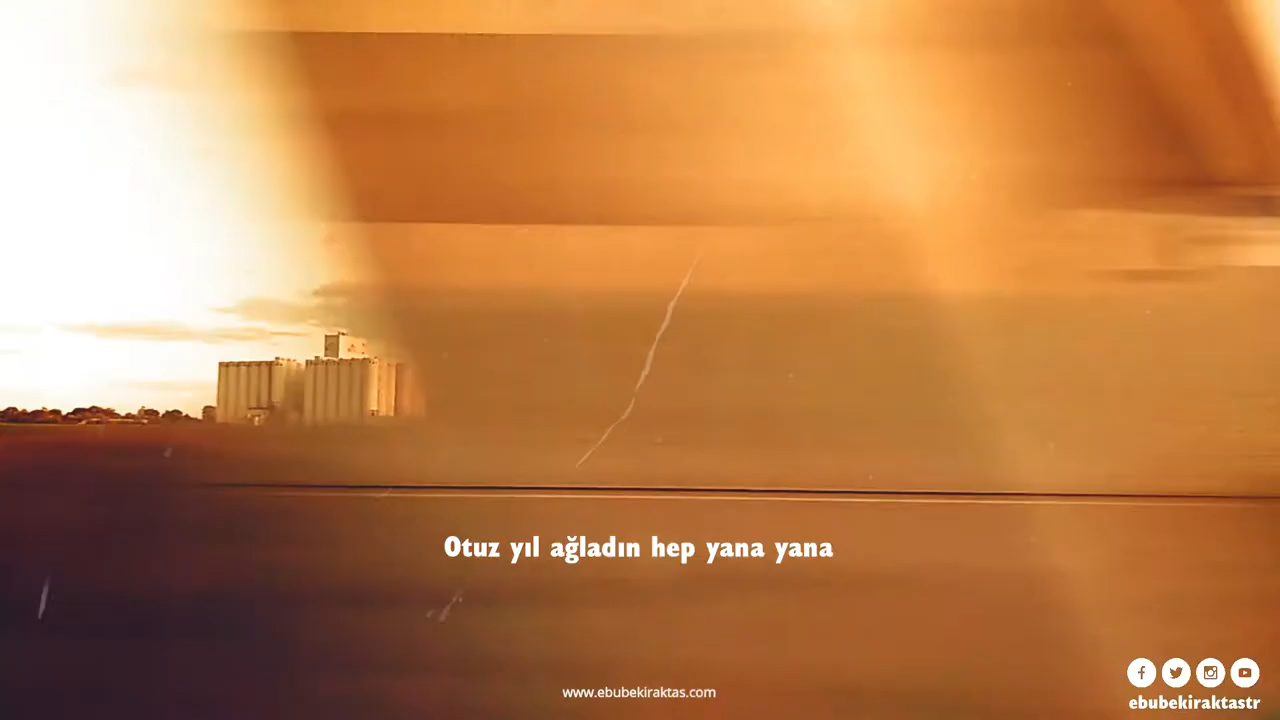 Otuz yıl ağladın hep yana yana
www.ebubekiraktas.com
ebubekiraktastr